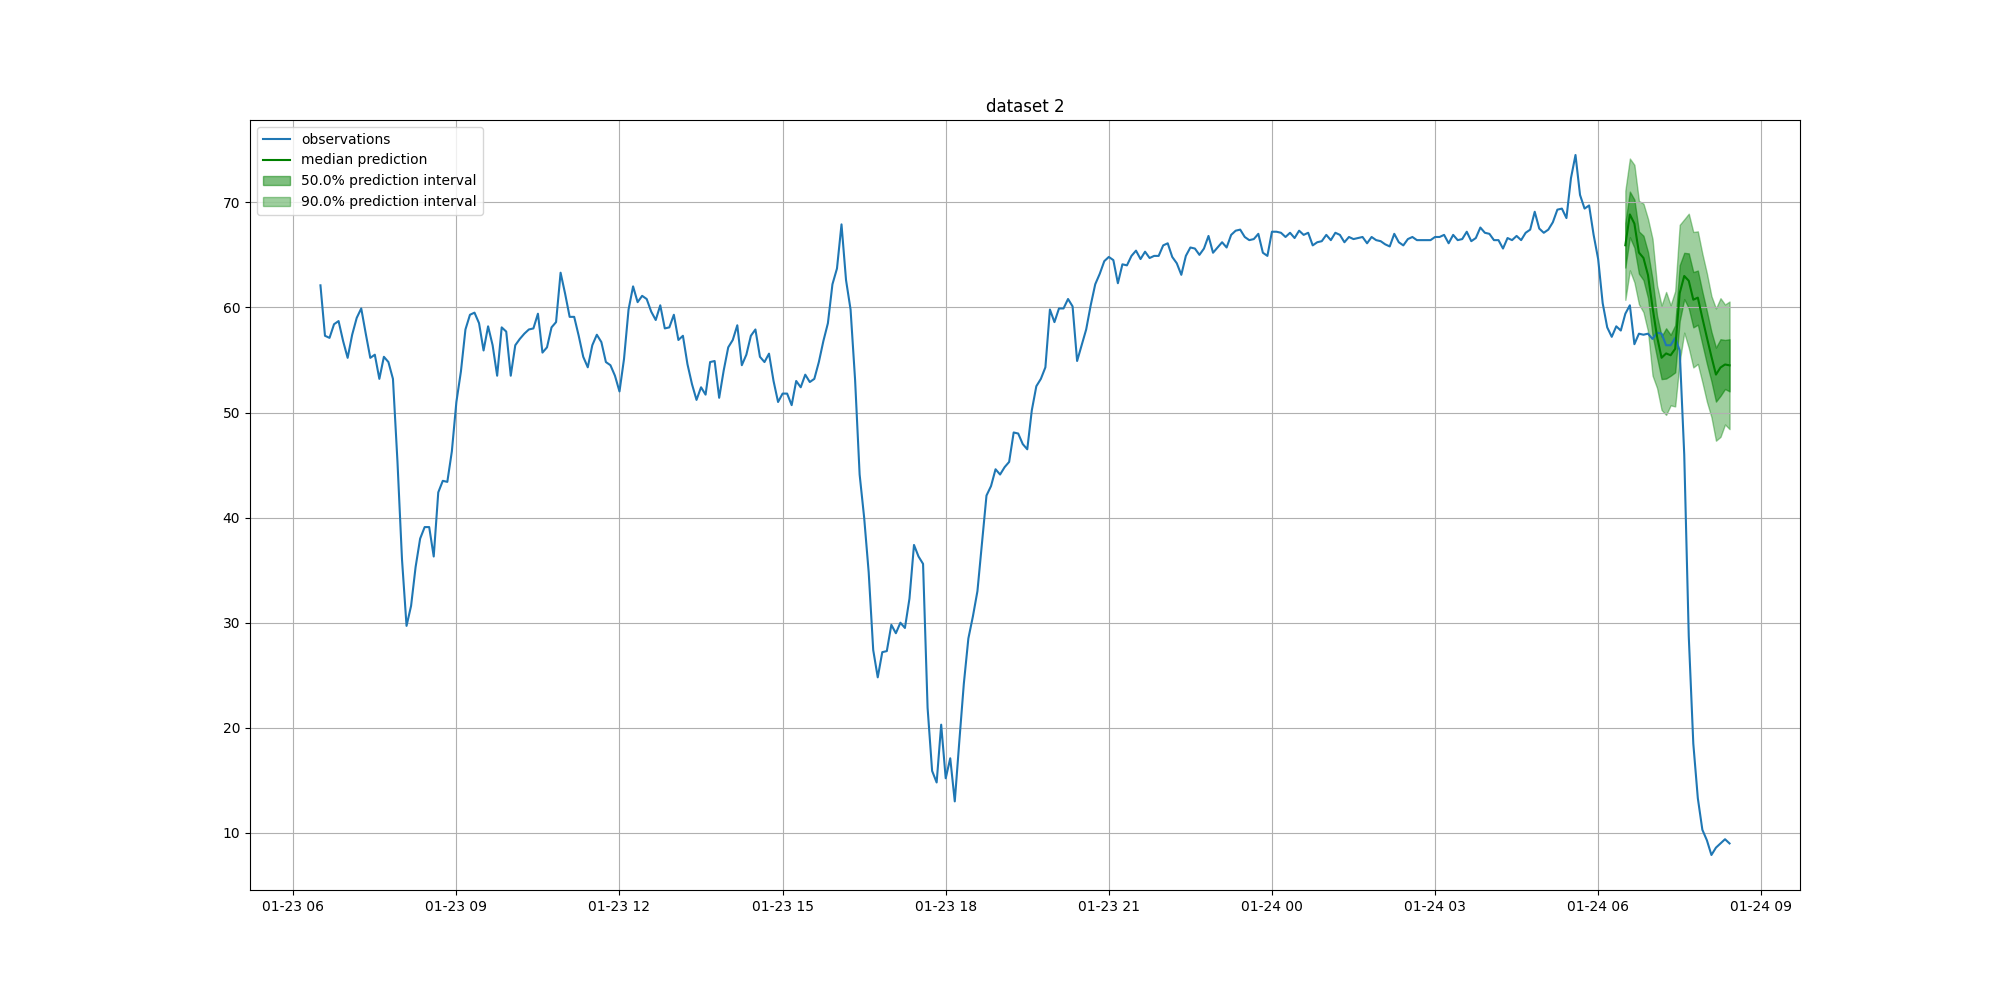 dataset 2
observations
median prediction
50.0% prediction interval
90.0% prediction interval
70
60
50
40
30
20
10
01-23 06 01-23 09 01-23 12 01-23 15 01-23 18 01-23 21 01-24 00 01-24 03 01-24 06 01-24 09